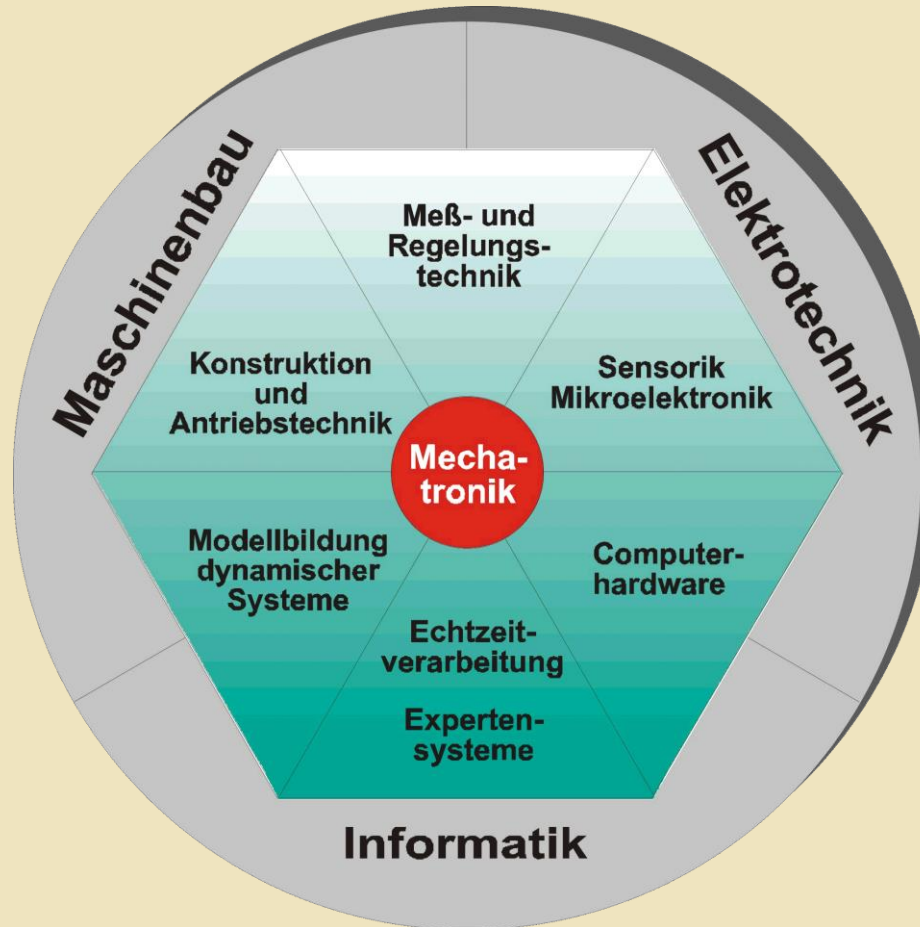 Maschinenbau
Elektrotechnik
Meß- und
Regelungs-
technik
Konstruktion
und
Antriebstechnik
Sensorik
Mikroelektronik
Mecha-
tronik
Modellbildung
dynamischer
Systeme
Computer-
hardware
Echtzeit-
verarbeitung
Experten-
systeme
Informatik